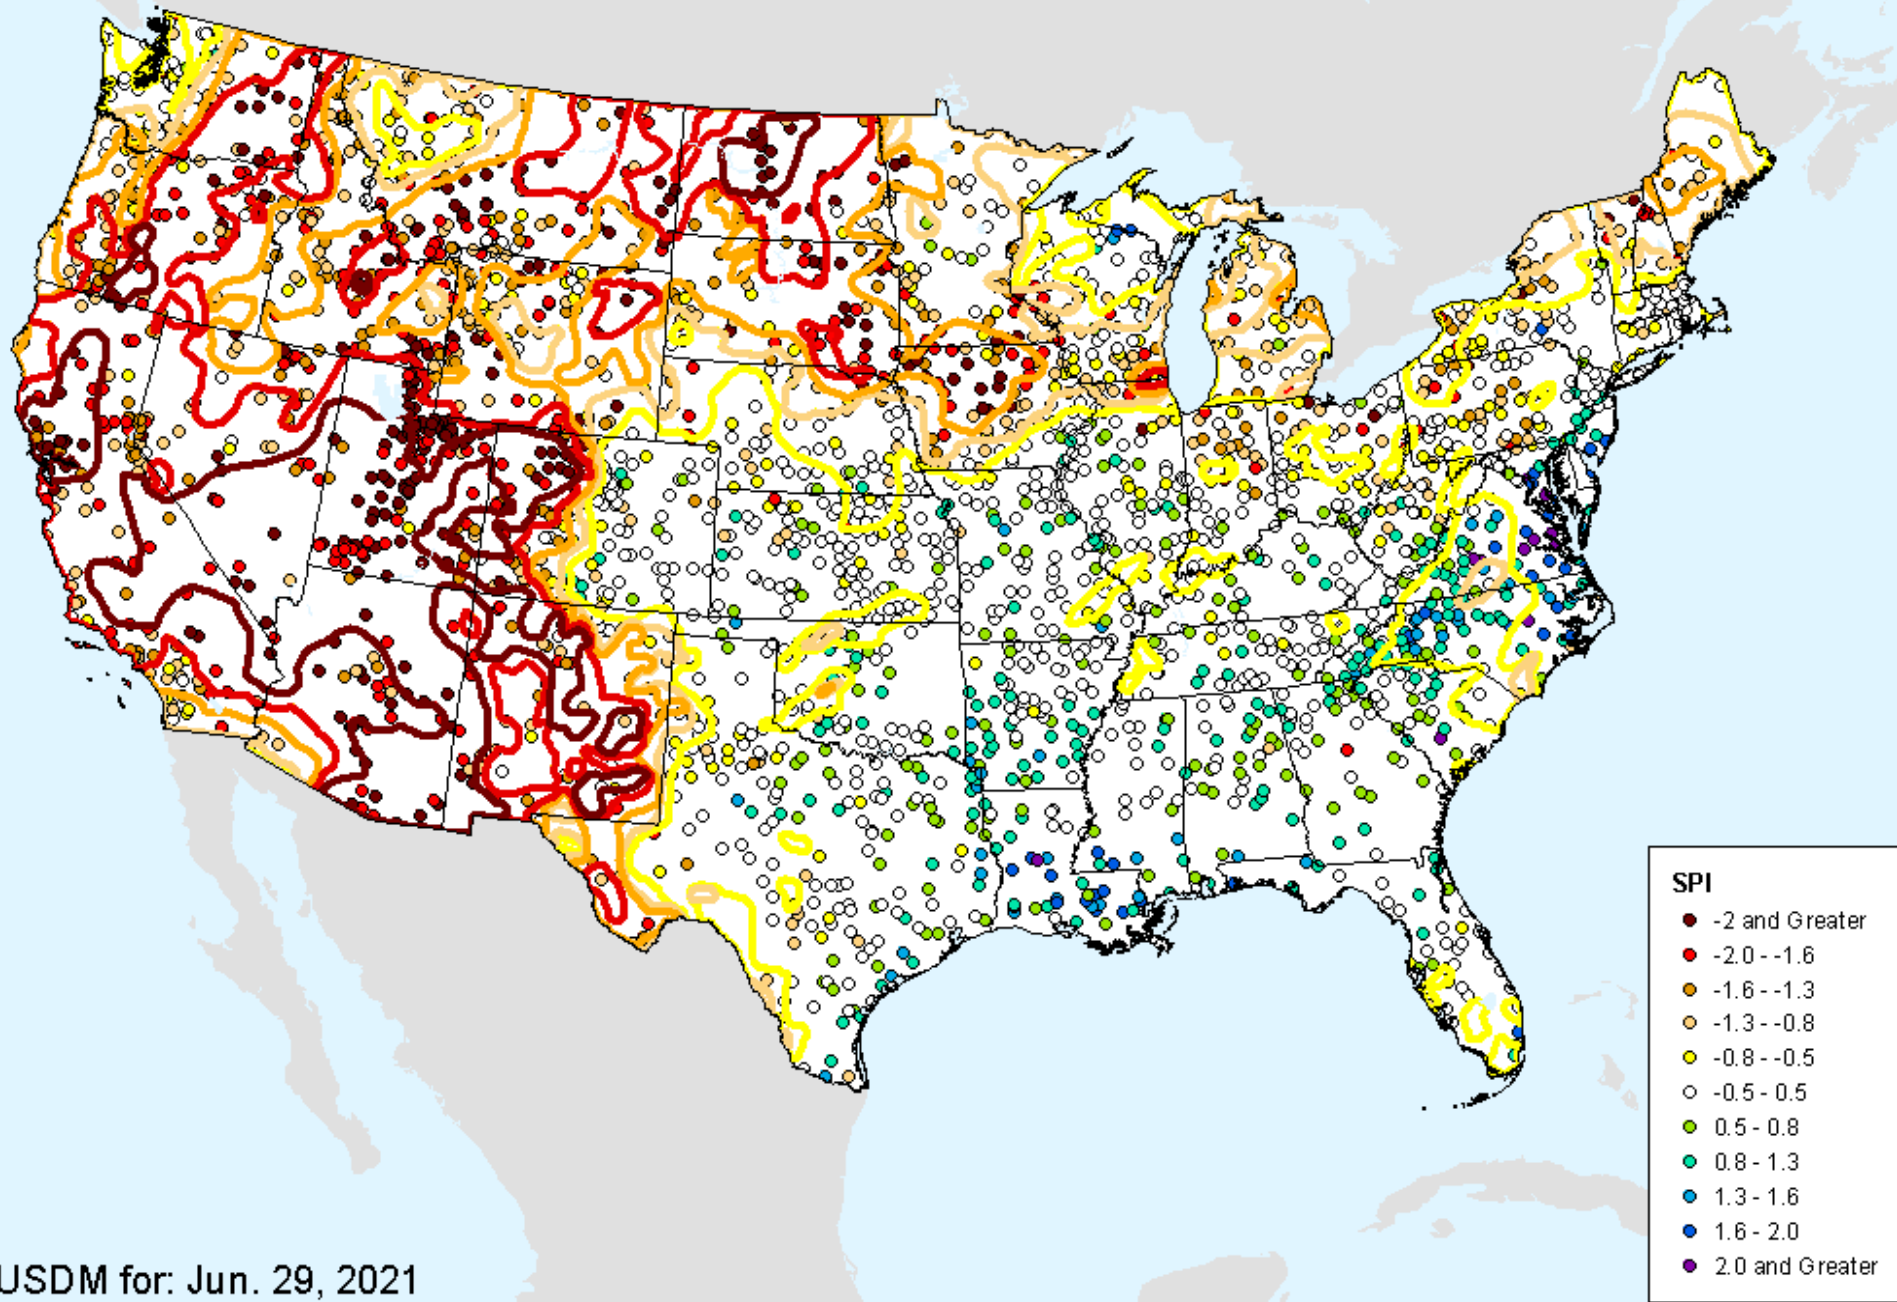 SPI
-2 and Greater
-2.0 - -1.6
-1.6 - -1.3
-1.3 - -0.8
-0.8 - -0.5
-0.5 - 0.5
0.5 - 0.8
0.8 - 1.3
1.3 - 1.6
1.6 - 2.0
2.0 and Greater
USDM for: Jun. 29, 2021